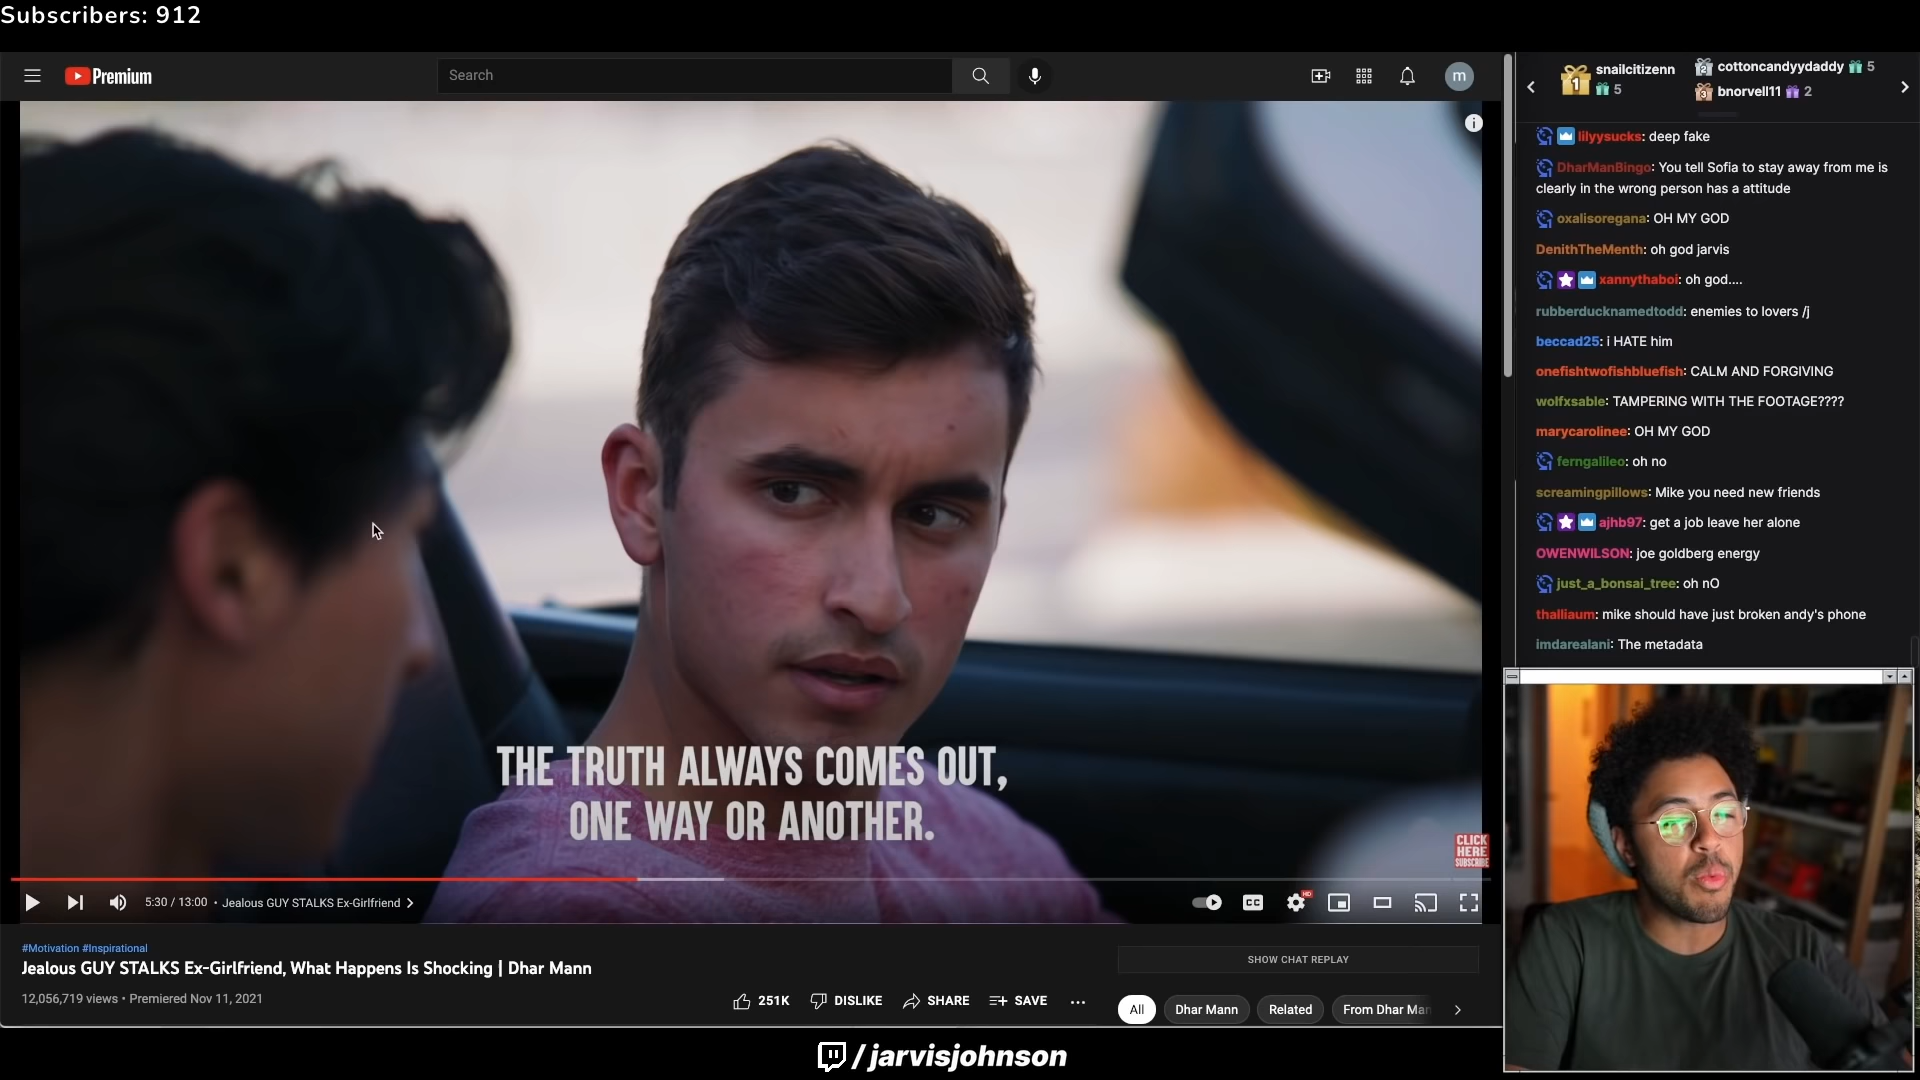 Subscribers: 912
Premium
Search
m
snailcitizenn
5
cottoncandyydaddy 5
bnorvell11 2
lilyysucks: deep fake
DharManBingo: You tell Sofia to stay away from me is
clearly in the wrong person has a attitude
oxalisoregana: OH MY GOD
DenithTheMenth: oh god jarvis
xannythaboi: oh god....
rubberducknamedtodd: enemies to lovers /j
beccad25: i HATE him
onefishtwofishbluefish: CALM AND FORGIVING
wolfxsable: TAMPERING WITH THE FOOTAGE????
marycarolinee: OH MY GOD
ferngalileo: oh no
screamingpillows: Mike you need new friends
ajhb97: get a job leave her alone
OWENWILSON: joe goldberg energy
just_a_bonsai_tree: oh nO
thalliaum: mike should have just broken andy's phone
imdarealani: The metadata
THE TRUTH ALWAYS COMES OUT,
ONE WAY OR ANOTHER.
CLICK
HERE
SUBSCRIBE
5:30 / 13:00 • Jealous GUY STALKS Ex-Girlfriend
CC
HD
#Motivation #Inspirational
Jealous GUY STALKS Ex-Girlfriend, What Happens Is Shocking | Dhar Mann
12,056,719 views • Premiered Nov 11, 2021
251K
DISLIKE
SHARE
SAVE
SHOW CHAT REPLAY
All
Dhar Mann
Related
From Dhar Man
/jarvisjohnson